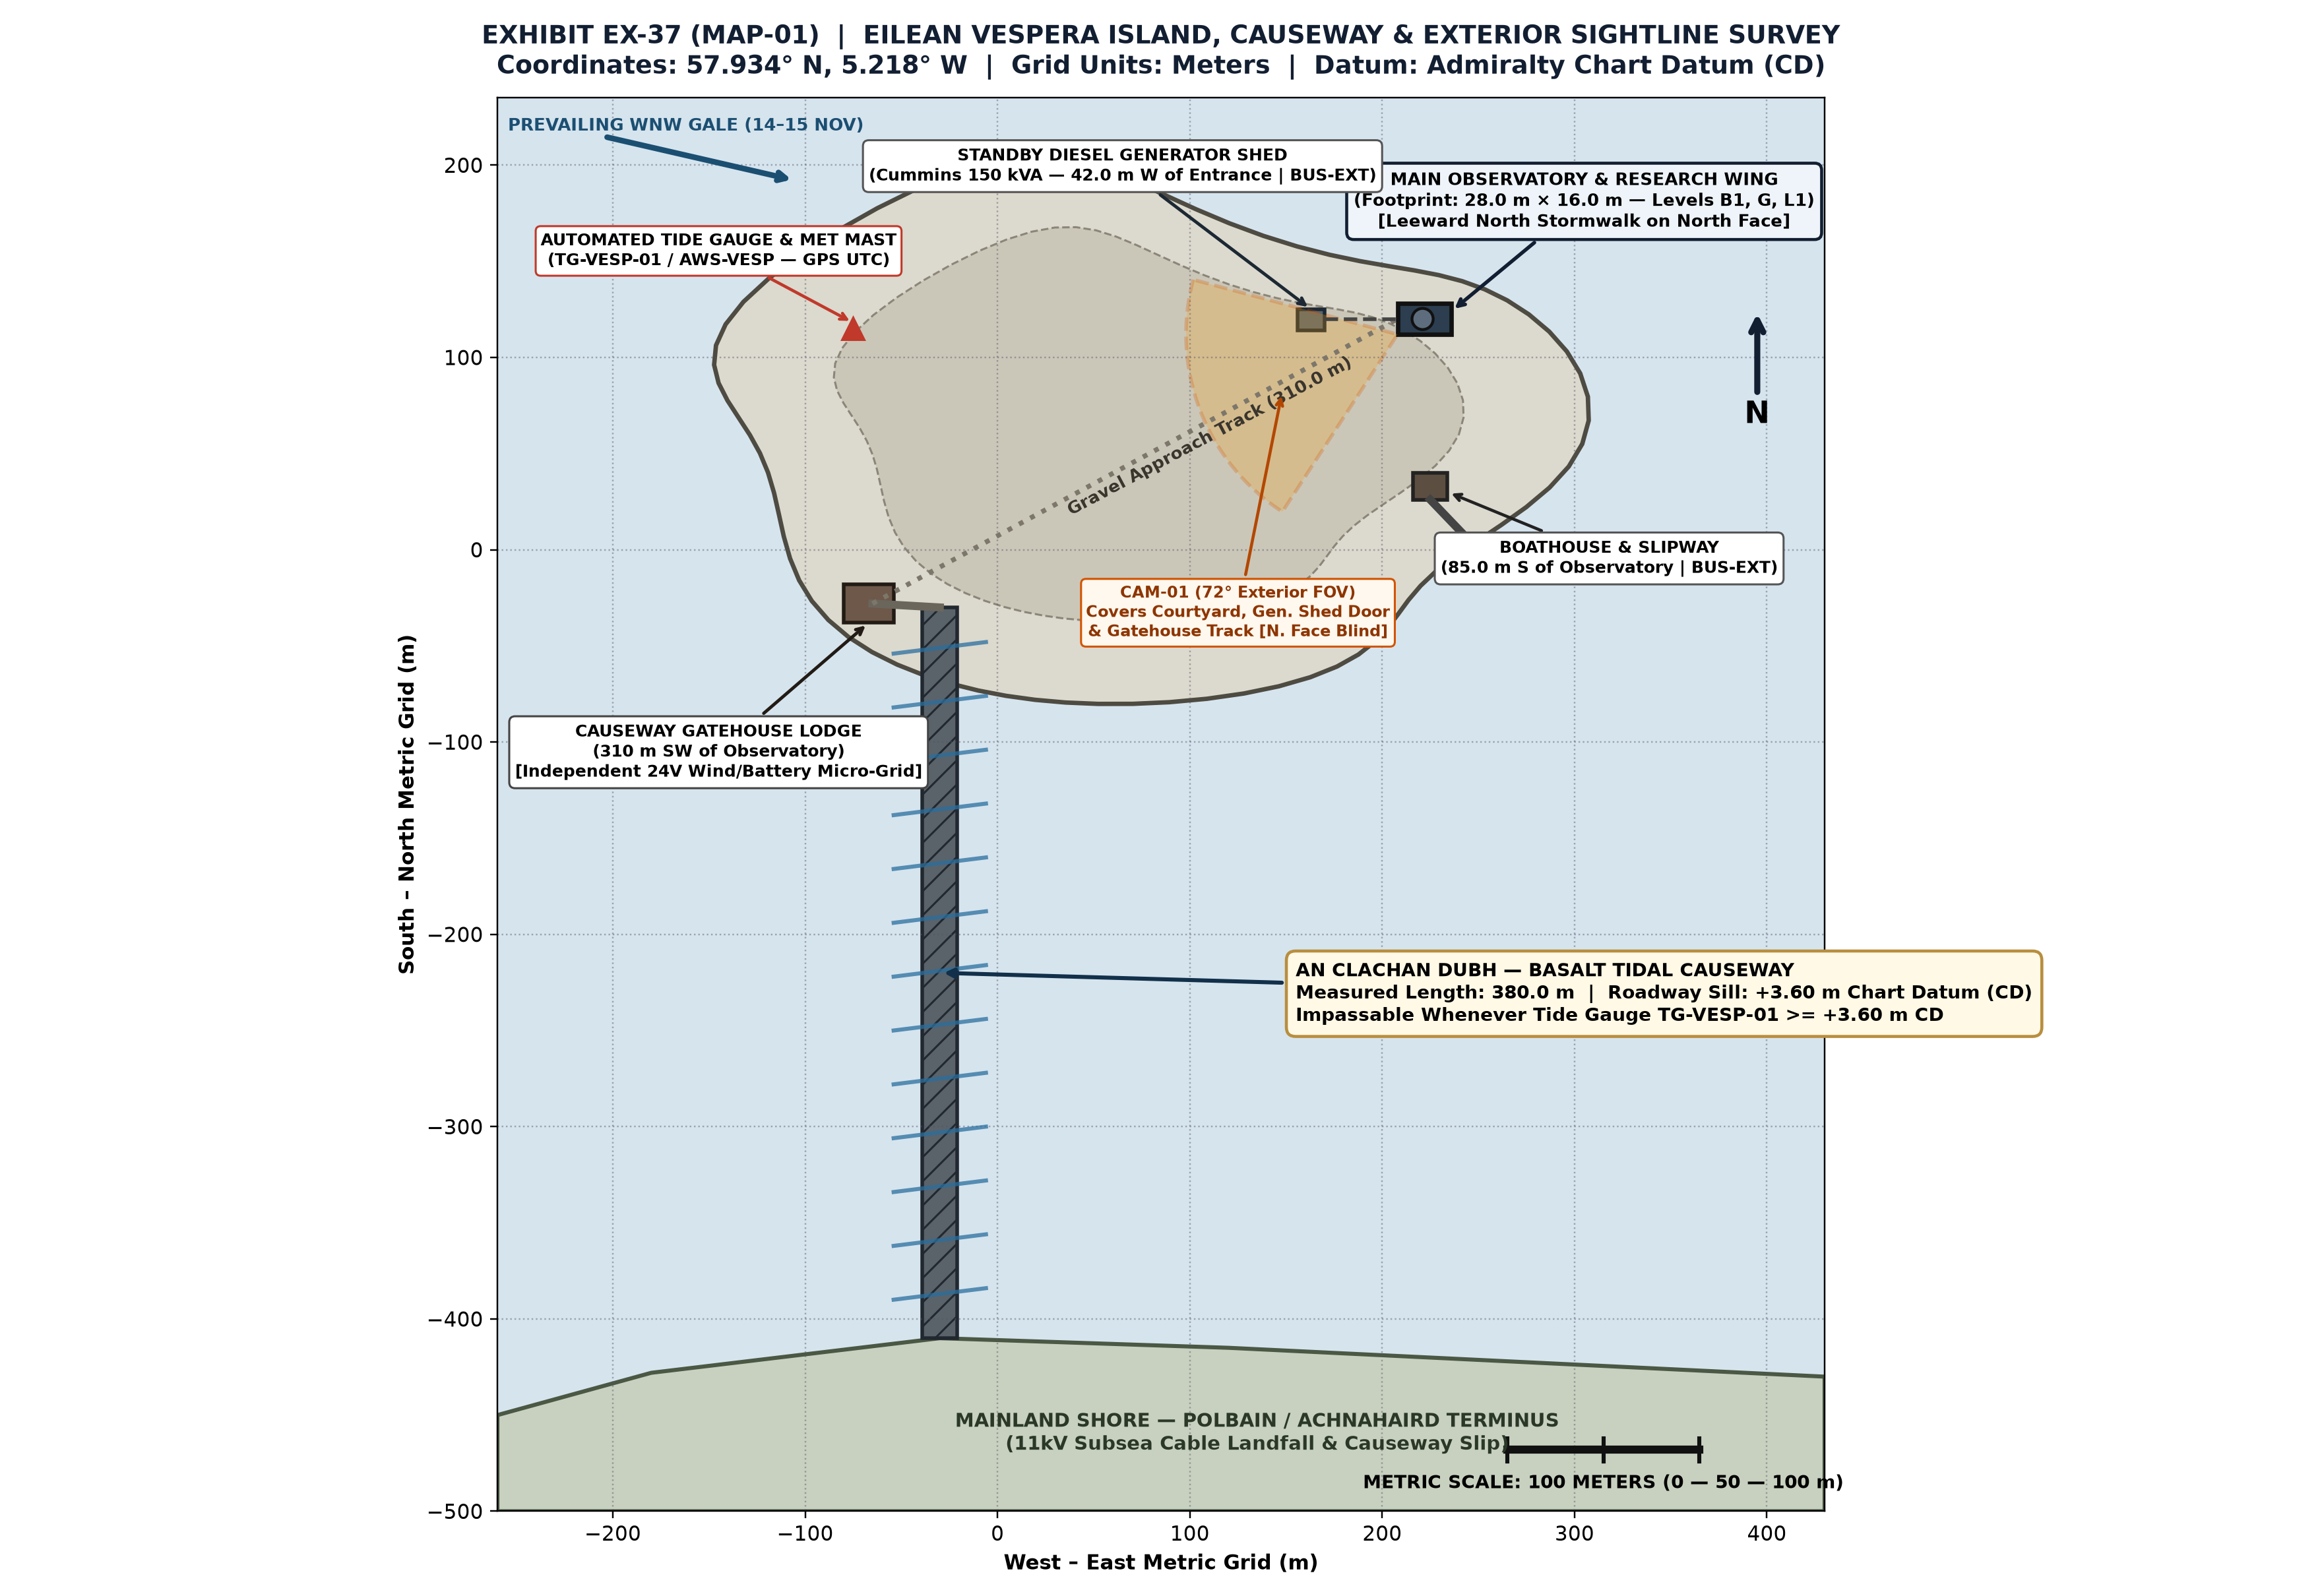 EXHIBIT EX-37 (MAP-01)  |  EILEAN VESPERA ISLAND, CAUSEWAY & EXTERIOR SIGHTLINE SURVEY
Coordinates: 57.934° N, 5.218° W  |  Grid Units: Meters  |  Datum: Admiralty Chart Datum (CD)
PREVAILING WNW GALE (14–15 NOV)
STANDBY DIESEL GENERATOR SHED
(Cummins 150 kVA — 42.0 m W of Entrance | BUS-EXT)
MAIN OBSERVATORY & RESEARCH WING
(Footprint: 28.0 m × 16.0 m — Levels B1, G, L1)
[Leeward North Stormwalk on North Face]
AUTOMATED TIDE GAUGE & MET MAST
(TG-VESP-01 / AWS-VESP — GPS UTC)
N
Gravel Approach Track (310.0 m)
BOATHOUSE & SLIPWAY
(85.0 m S of Observatory | BUS-EXT)
CAM-01 (72° Exterior FOV)
Covers Courtyard, Gen. Shed Door
& Gatehouse Track [N. Face Blind]
CAUSEWAY GATEHOUSE LODGE
(310 m SW of Observatory)
[Independent 24V Wind/Battery Micro-Grid]
AN CLACHAN DUBH — BASALT TIDAL CAUSEWAY
Measured Length: 380.0 m  |  Roadway Sill: +3.60 m Chart Datum (CD)
Impassable Whenever Tide Gauge TG-VESP-01 >= +3.60 m CD
MAINLAND SHORE — POLBAIN / ACHNAHAIRD TERMINUS
(11kV Subsea Cable Landfall & Causeway Slip)
METRIC SCALE: 100 METERS (0 — 50 — 100 m)
South – North Metric Grid (m)
200
100
0
−100
−200
−300
−400
−500
−200
−100
0
100
200
300
400
West – East Metric Grid (m)